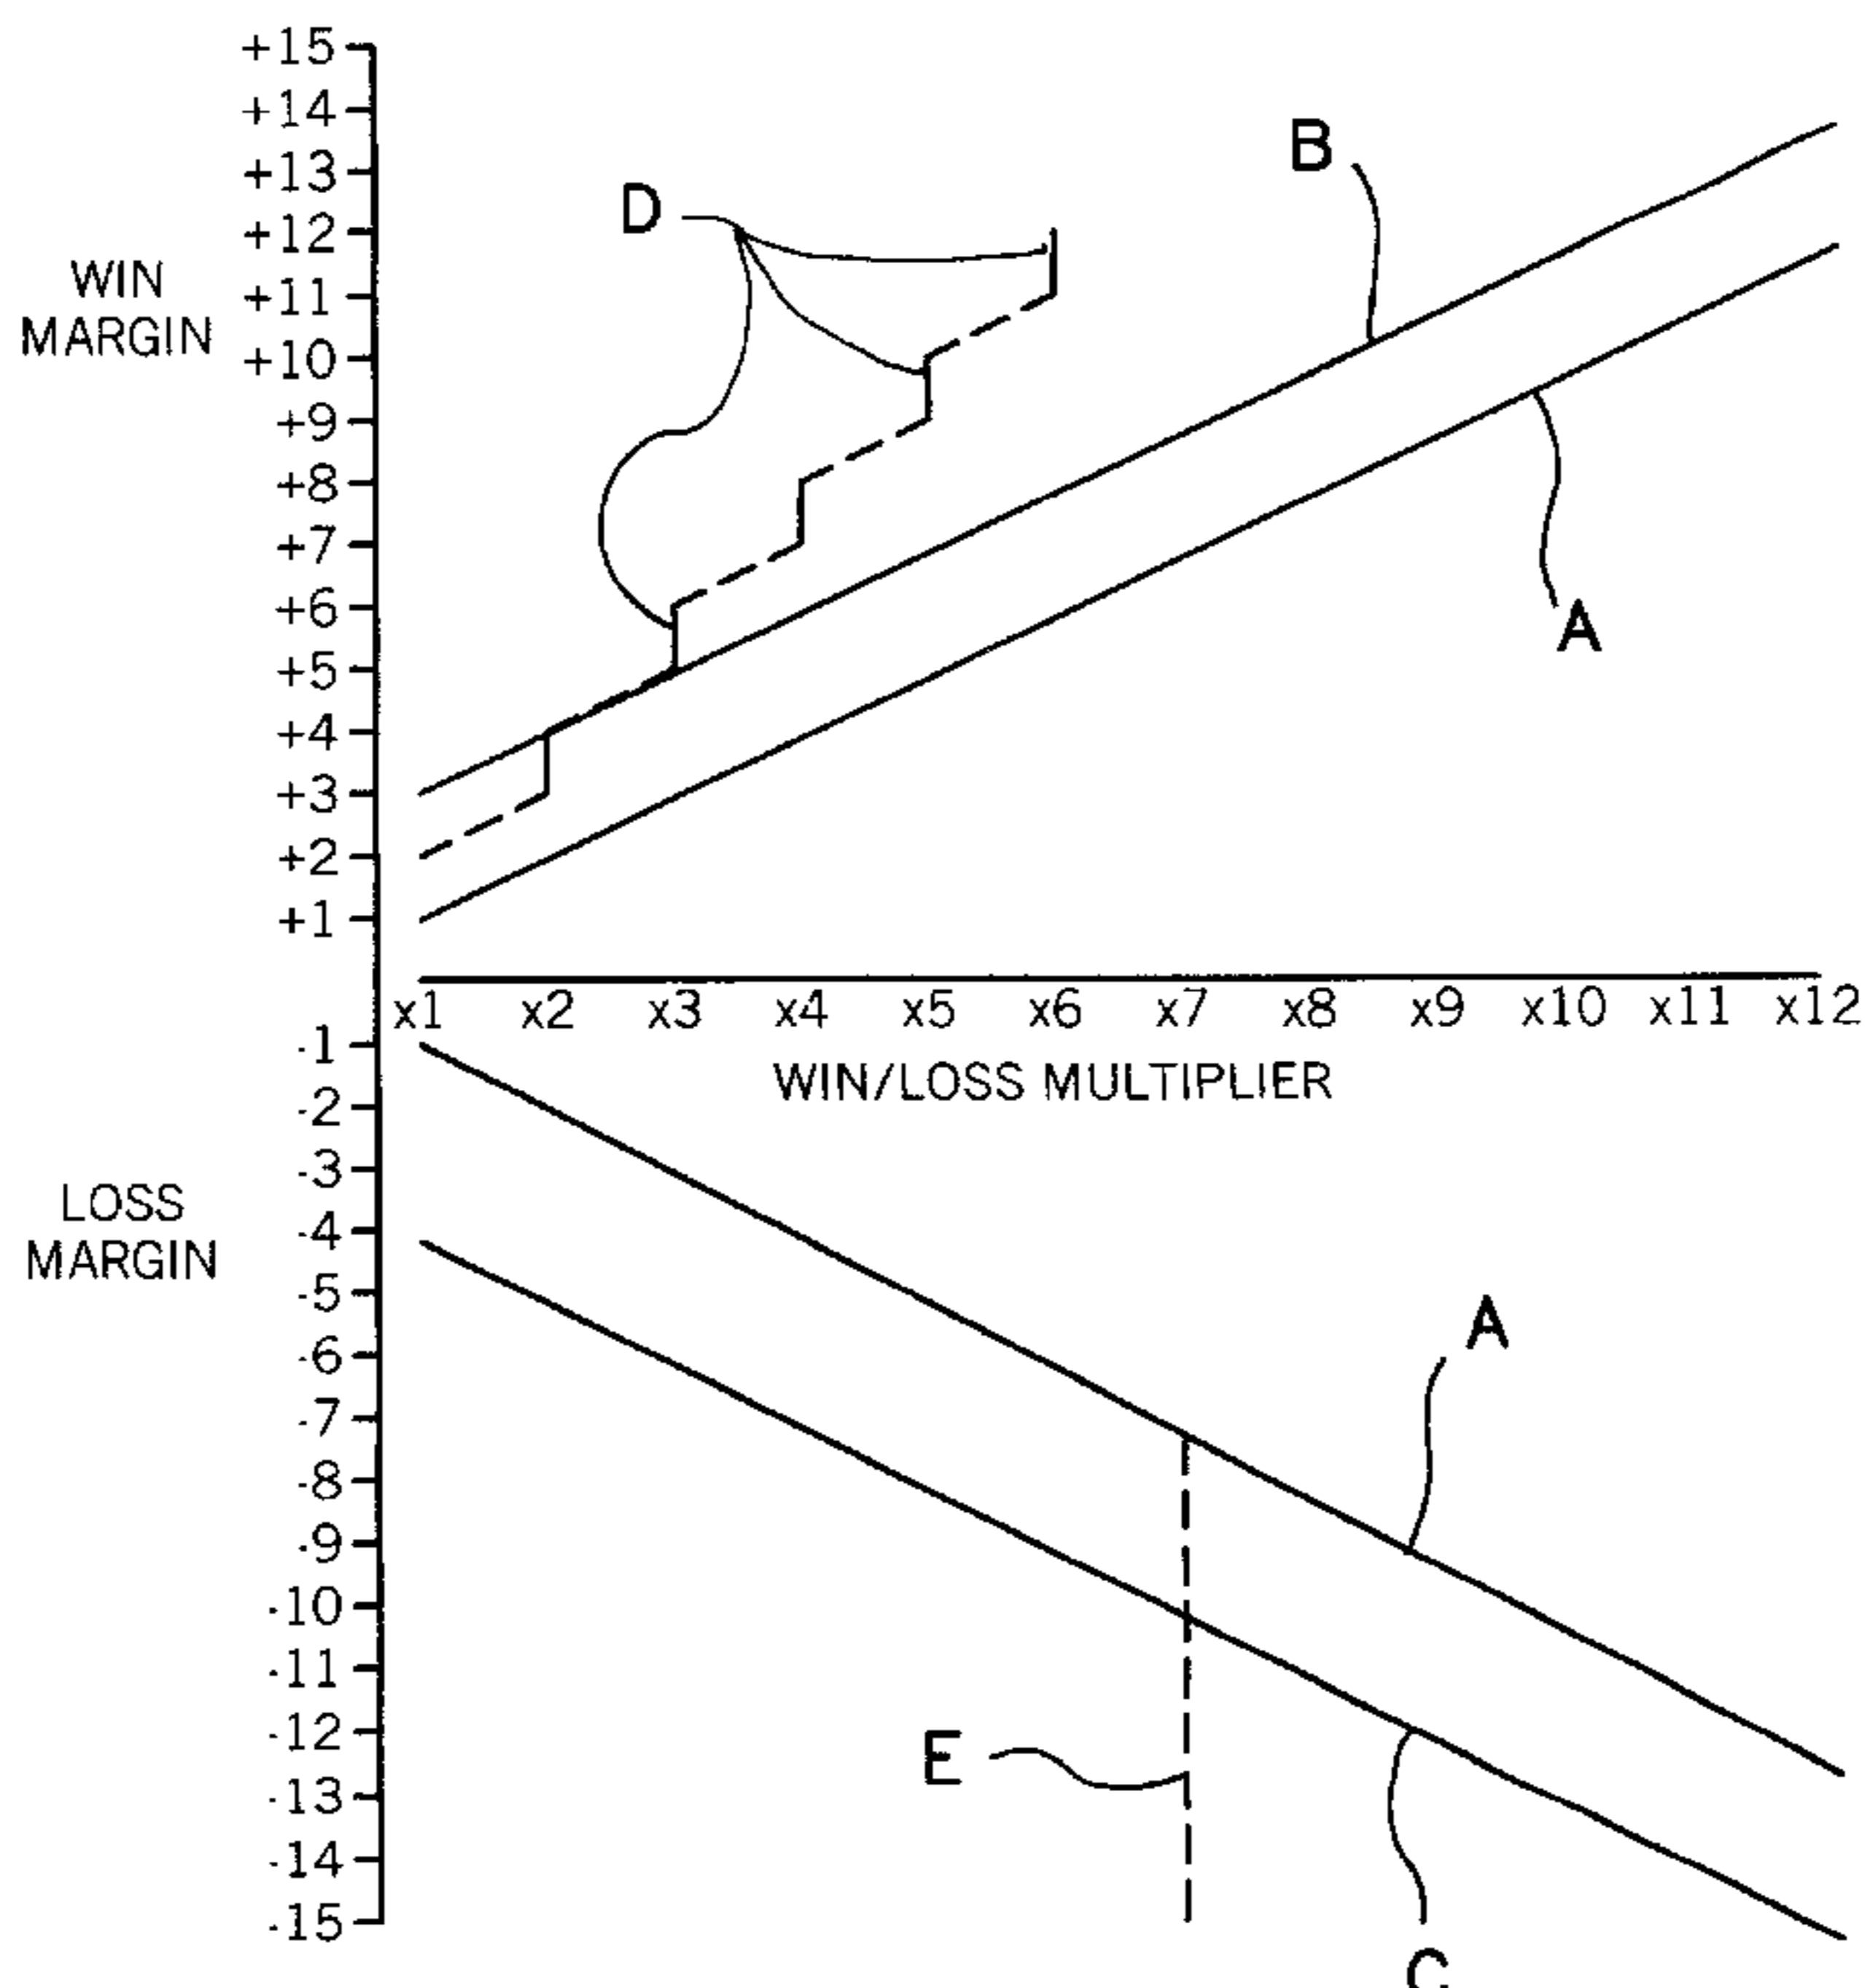 +15
+14
B
+13
D
+12
WIN
MARGIN
+11
+10
+9
+8
+7
+6
A
+5
+4
+3
+2
+1
x1 x2 x3 x4 x5 x6 x7 x8 x9 x10 x11 x12
-1
WIN/LOSS MULTIPLIER
-2
-3
LOSS
MARGIN
-4
-5
A
-6
-7
-8
-9
-10
-11
-12
E
-13
-14
-15
C